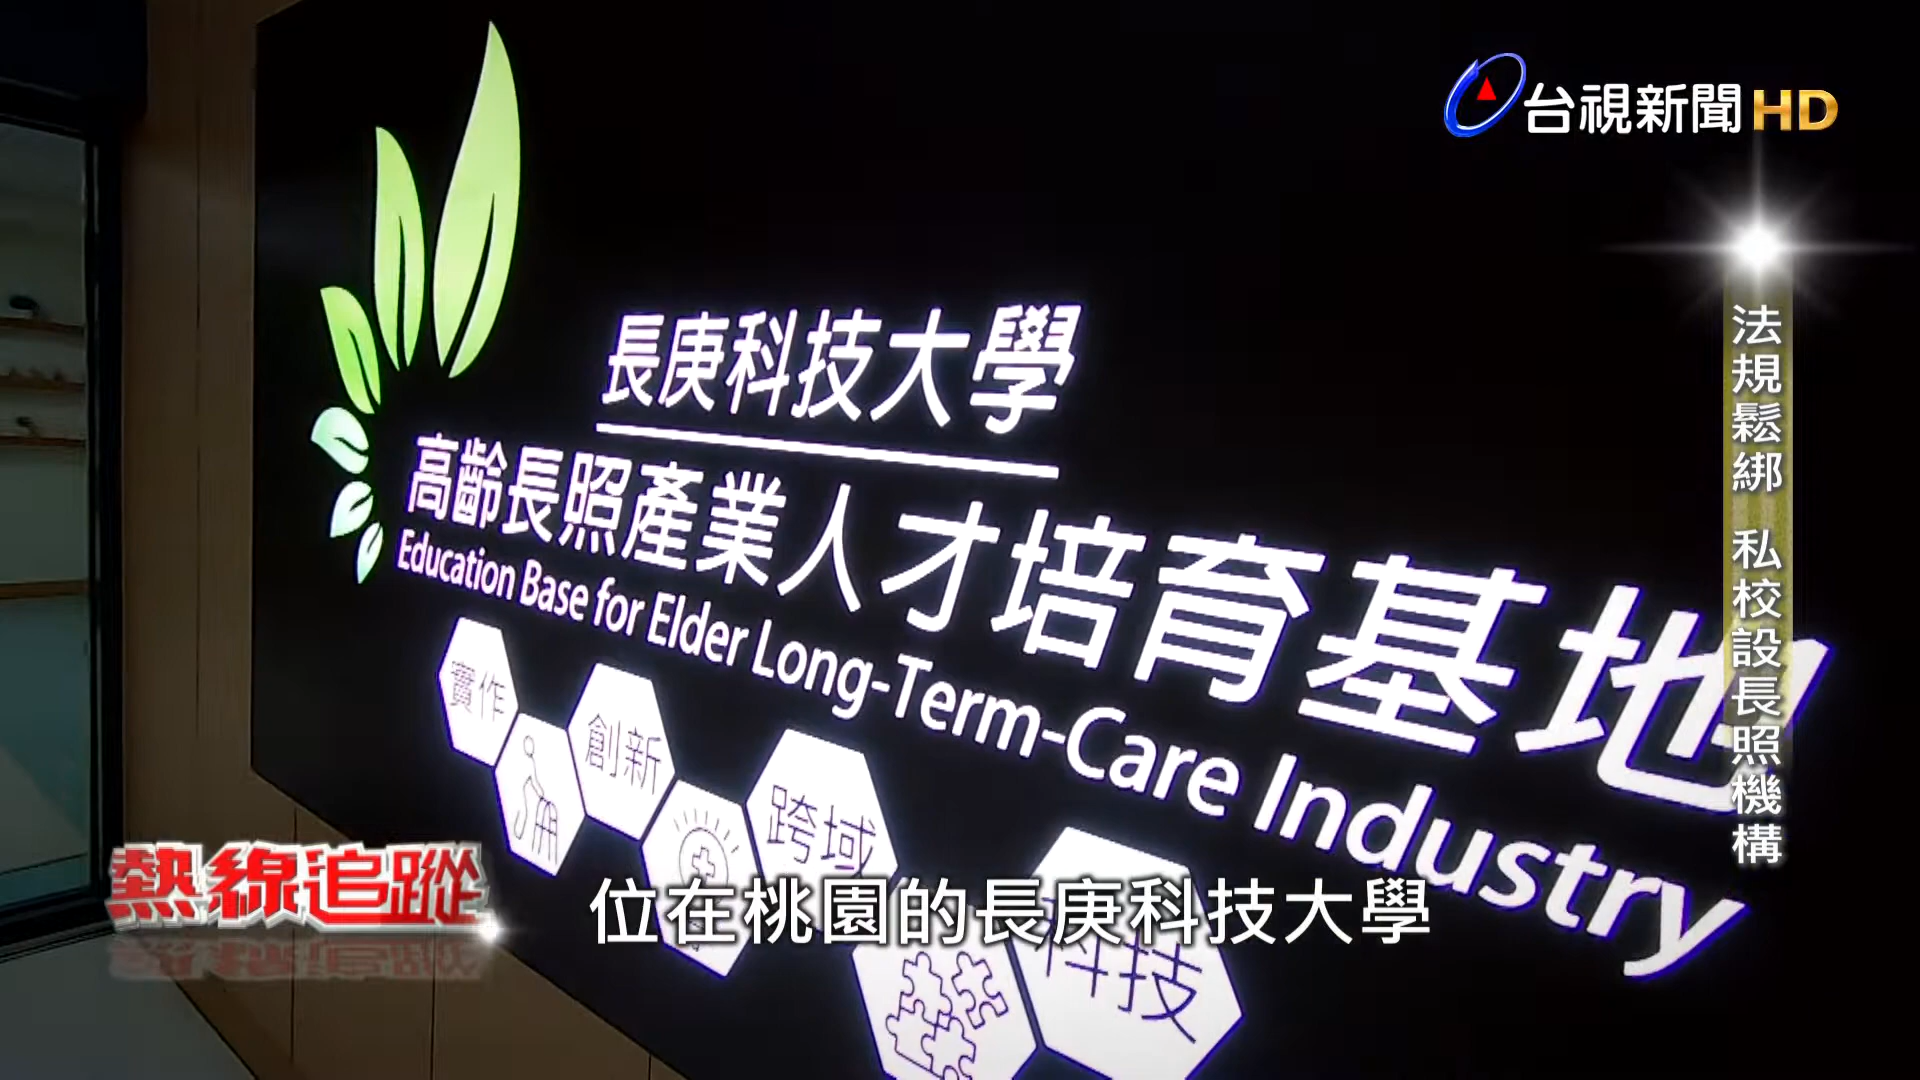 台視新聞HD
法規鬆綁 私校設長照機構
長庚科技大學
高齡長照產業人才培育基地
Education Base for Elder Long-Term-Care Industry
實作
創新
跨域
科技
熱線追蹤
位在桃園的長庚科技大學